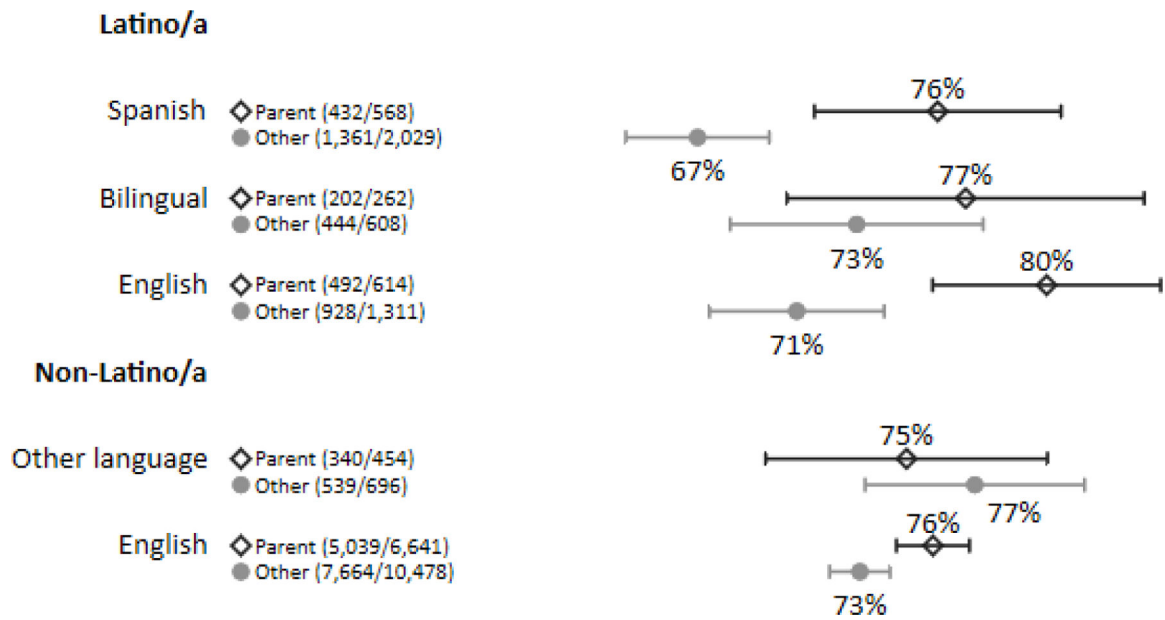 Latino/a
Spanish Parent (432/568) 76%
Other (1,361/2,029) 67%
Bilingual Parent (202/262) 77%
Other (444/608) 73%
English Parent (492/614) 80%
Other (928/1,311) 71%
Non-Latino/a
Other language Parent (340/454) 75%
Other (539/696) 77%
English Parent (5,039/6,641) 76%
Other (7,664/10,478) 73%